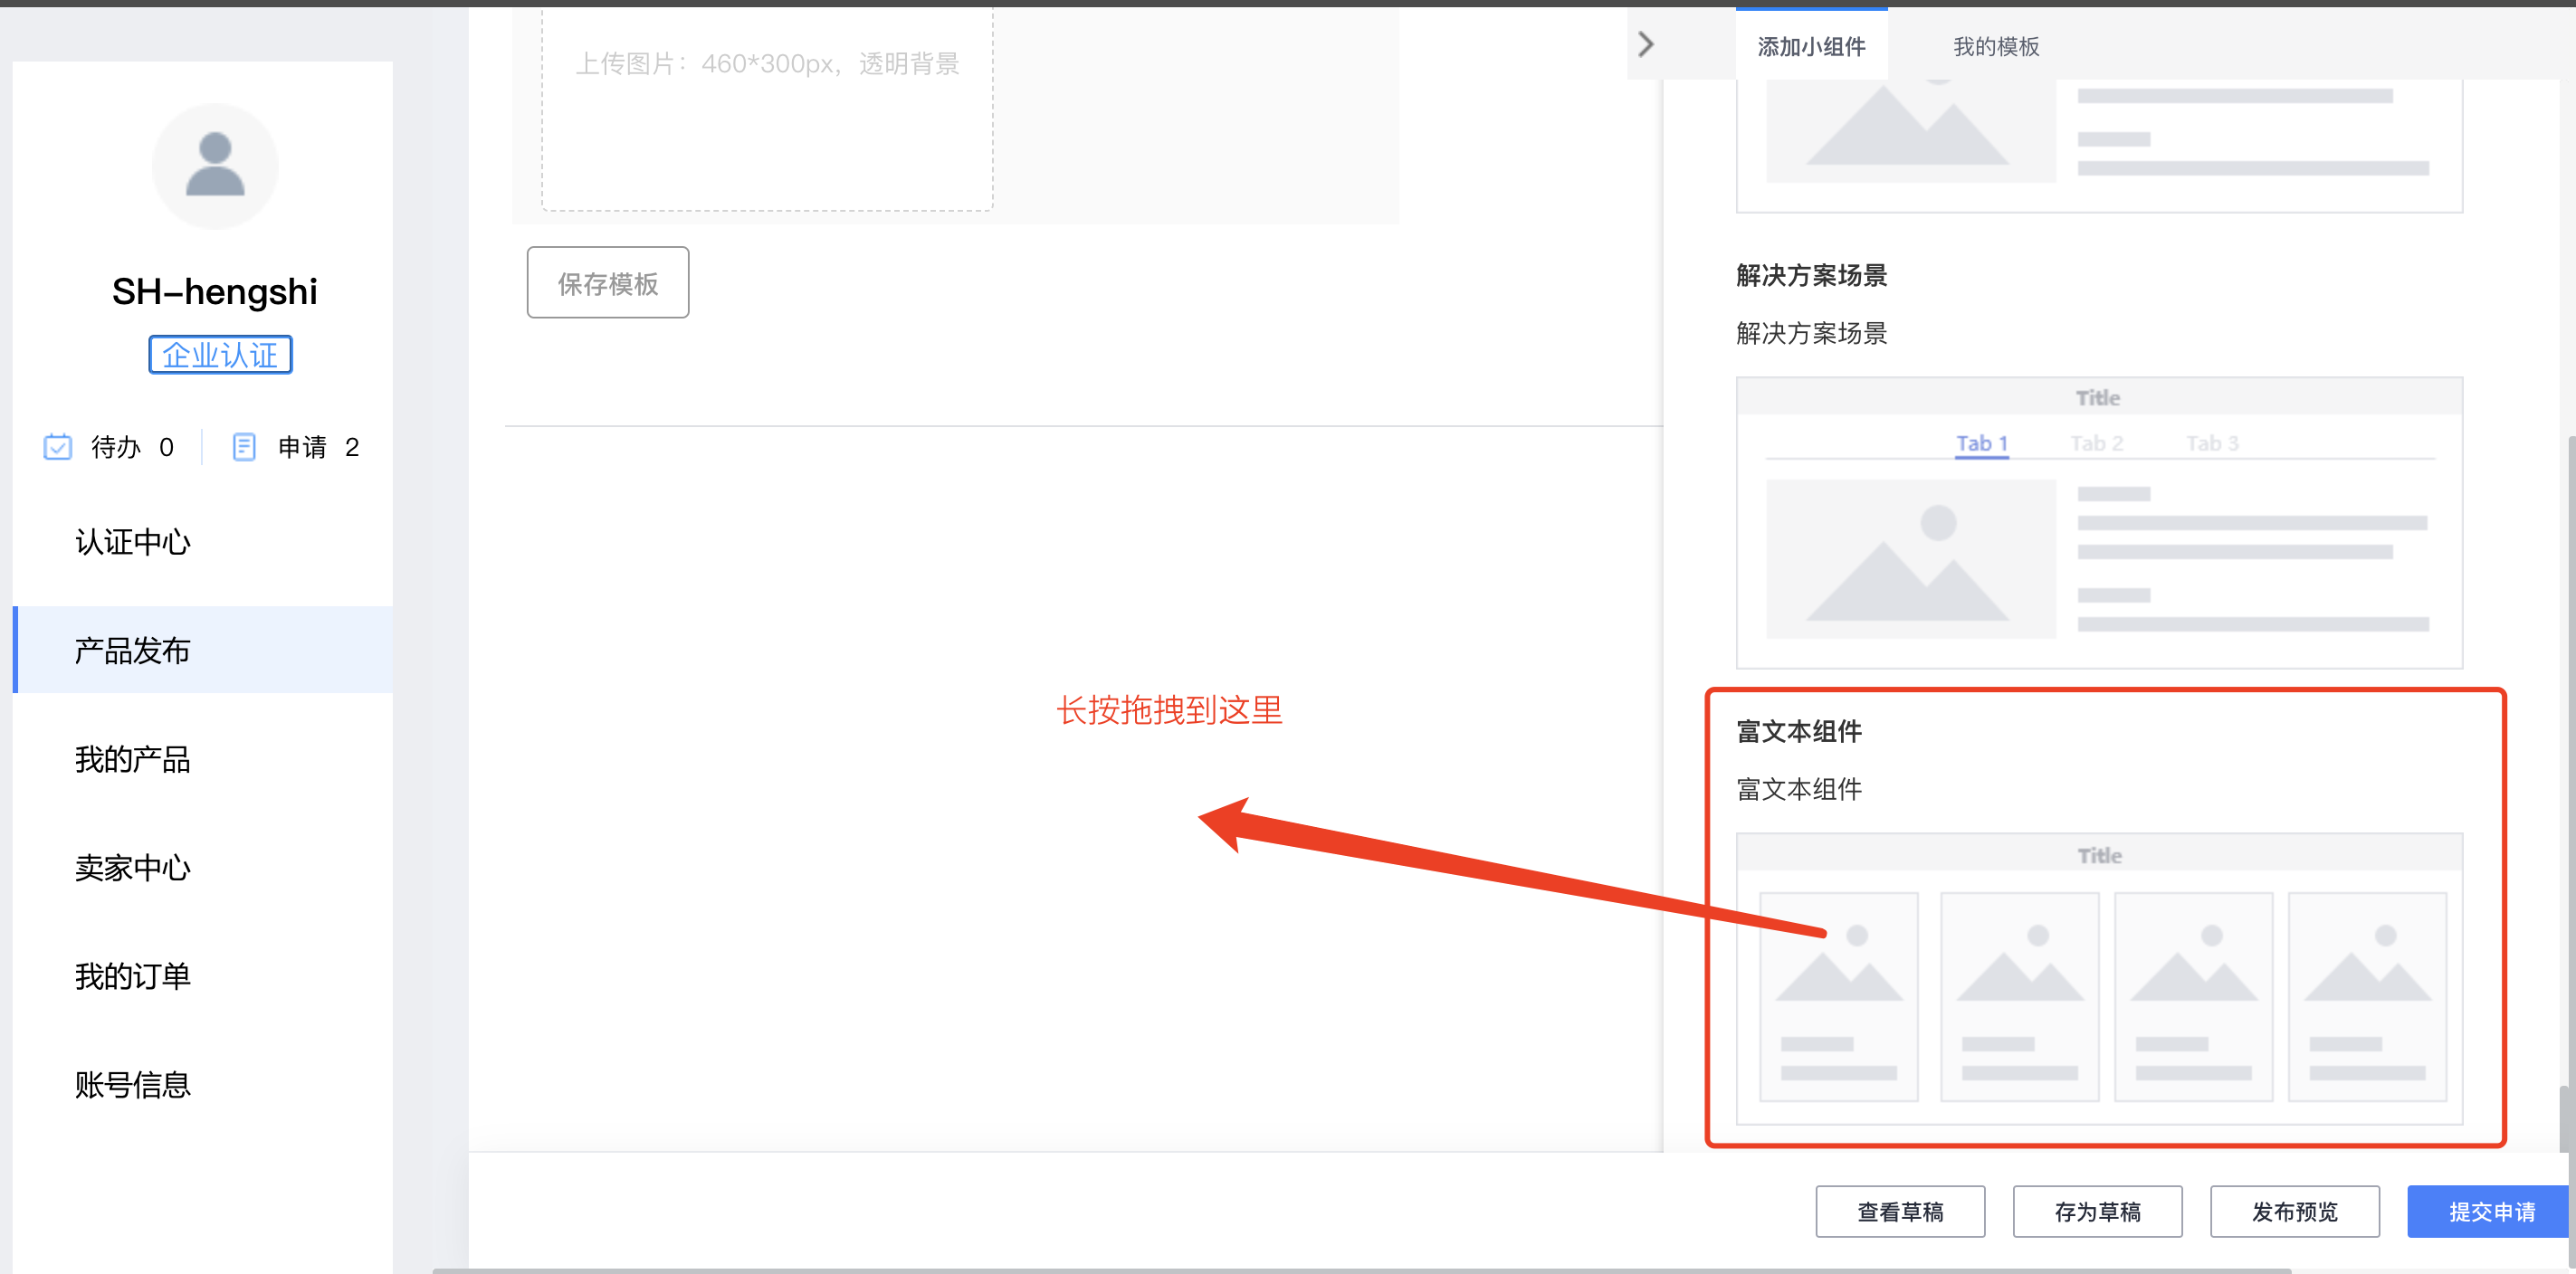 SH-hengshi
企业认证
待办 0
申请 2
认证中心
产品发布
我的产品
卖家中心
我的订单
账号信息
上传图片：460*300px，透明背景
保存模板
长按拖拽到这里
添加小组件
我的模板
解决方案场景
解决方案场景
Title
Tab 1 Tab 2 Tab 3
富文本组件
富文本组件
Title
查看草稿
存为草稿
发布预览
提交申请